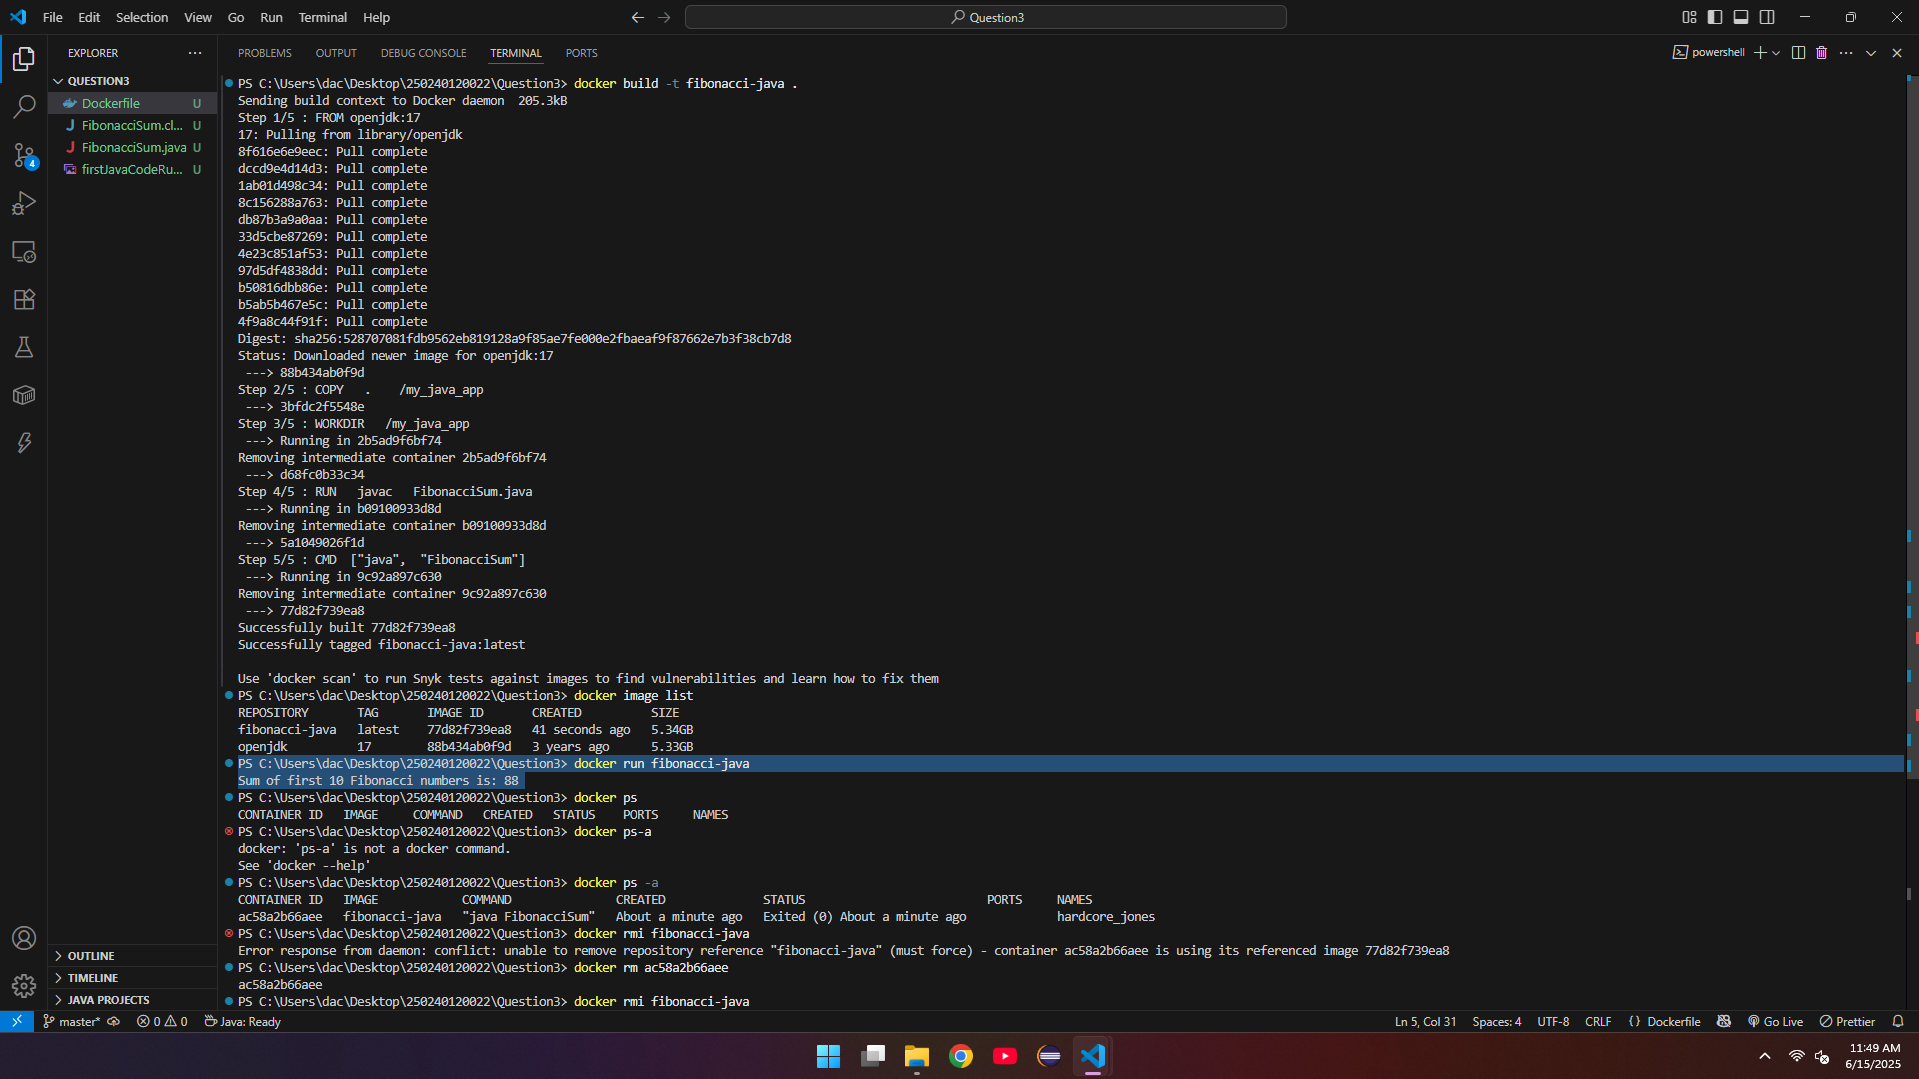 File Edit Selection View Go Run Terminal Help
Question3
EXPLORER
QUESTION3
Dockerfile U
FibonacciSum.cl... U
FibonacciSum.java U
firstJavaCodeRu... U
4
OUTLINE
TIMELINE
JAVA PROJECTS
PROBLEMS OUTPUT DEBUG CONSOLE TERMINAL PORTS
powershell
PS C:\Users\dac\Desktop\250240120022\Question3> docker build -t fibonacci-java .
Sending build context to Docker daemon  205.3kB
Step 1/5 : FROM openjdk:17
17: Pulling from library/openjdk
8f616e6e9eec: Pull complete
dccd9e4d14d3: Pull complete
1ab01d498c34: Pull complete
8c156288a763: Pull complete
db87b3a9a0aa: Pull complete
33d5cbe87269: Pull complete
4e23c851af53: Pull complete
97d5df4838dd: Pull complete
b50816dbb86e: Pull complete
b5ab5b467e5c: Pull complete
4f9a8c44f91f: Pull complete
Digest: sha256:528707081fdb9562eb819128a9f85ae7fe000e2fbaeaf9f87662e7b3f38cb7d8
Status: Downloaded newer image for openjdk:17
---> 88b434ab0f9d
Step 2/5 : COPY   .    /my_java_app
---> 3bfdc2f5548e
Step 3/5 : WORKDIR   /my_java_app
---> Running in 2b5ad9f6bf74
Removing intermediate container 2b5ad9f6bf74
---> d68fc0b33c34
Step 4/5 : RUN   javac   FibonacciSum.java
---> Running in b09100933d8d
Removing intermediate container b09100933d8d
---> 5a1049026f1d
Step 5/5 : CMD  ["java",  "FibonacciSum"]
---> Running in 9c92a897c630
Removing intermediate container 9c92a897c630
---> 77d82f739ea8
Successfully built 77d82f739ea8
Successfully tagged fibonacci-java:latest
Use 'docker scan' to run Snyk tests against images to find vulnerabilities and learn how to fix them
PS C:\Users\dac\Desktop\250240120022\Question3> docker image list
REPOSITORY       TAG       IMAGE ID       CREATED          SIZE
fibonacci-java   latest    77d82f739ea8   41 seconds ago   5.34GB
openjdk          17        88b434ab0f9d   3 years ago      5.33GB
PS C:\Users\dac\Desktop\250240120022\Question3> docker run fibonacci-java
Sum of first 10 Fibonacci numbers is: 88
PS C:\Users\dac\Desktop\250240120022\Question3> docker ps
CONTAINER ID   IMAGE     COMMAND   CREATED   STATUS    PORTS     NAMES
PS C:\Users\dac\Desktop\250240120022\Question3> docker ps-a
docker: 'ps-a' is not a docker command.
See 'docker --help'
PS C:\Users\dac\Desktop\250240120022\Question3> docker ps -a
CONTAINER ID   IMAGE            COMMAND               CREATED              STATUS                          PORTS     NAMES
ac58a2b66aee   fibonacci-java   "java FibonacciSum"   About a minute ago   Exited (0) About a minute ago             hardcore_jones
PS C:\Users\dac\Desktop\250240120022\Question3> docker rmi fibonacci-java
Error response from daemon: conflict: unable to remove repository reference "fibonacci-java" (must force) - container ac58a2b66aee is using its referenced image 77d82f739ea8
PS C:\Users\dac\Desktop\250240120022\Question3> docker rm ac58a2b66aee
ac58a2b66aee
PS C:\Users\dac\Desktop\250240120022\Question3> docker rmi fibonacci-java
master* 0 0 Java: Ready Ln 5, Col 31 Spaces: 4 UTF-8 CRLF {} Dockerfile Go Live Prettier
11:49 AM
6/15/2025